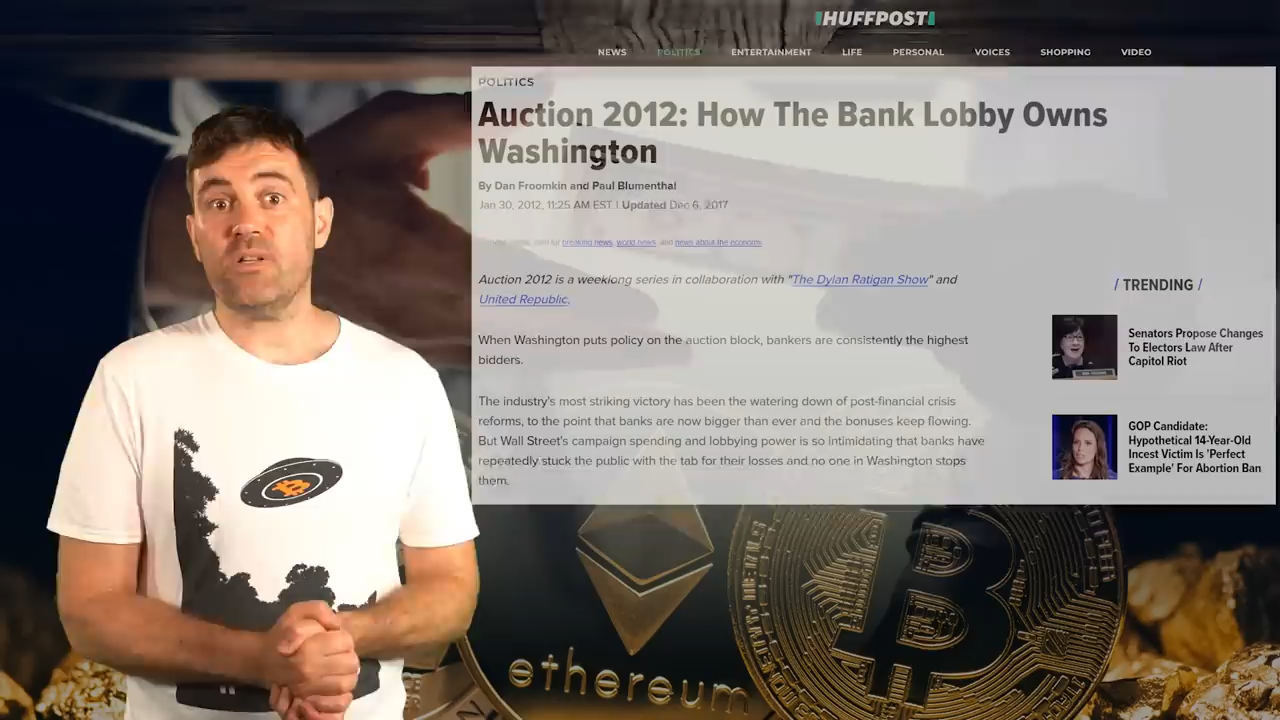 HUFFPOST
NEWS POLITICS ENTERTAINMENT LIFE PERSONAL VOICES SHOPPING VIDEO
POLITICS
Auction 2012: How The Bank Lobby Owns
Washington
By Dan Froomkin and Paul Blumenthal
Jan 30, 2012, 11:25 AM EST | Updated Dec 6, 2017
for breaking news, world news, and news about the economy
Auction 2012 is a weeklong series in collaboration with "The Dylan Ratigan Show" and
United Republic.
When Washington puts policy on the auction block, bankers are consistently the highest
bidders.
The industry's most striking victory has been the watering down of post-financial crisis
reforms, to the point that banks are now bigger than ever and the bonuses keep flowing.
But Wall Street's campaign spending and lobbying power is so intimidating that banks have
repeatedly stuck the public with the tab for their losses and no one in Washington stops
them.
/ TRENDING /
Senators Propose Changes
To Electors Law After
Capitol Riot
GOP Candidate:
Hypothetical 14-Year-Old
Incest Victim Is 'Perfect
Example' For Abortion Ban
ethereum